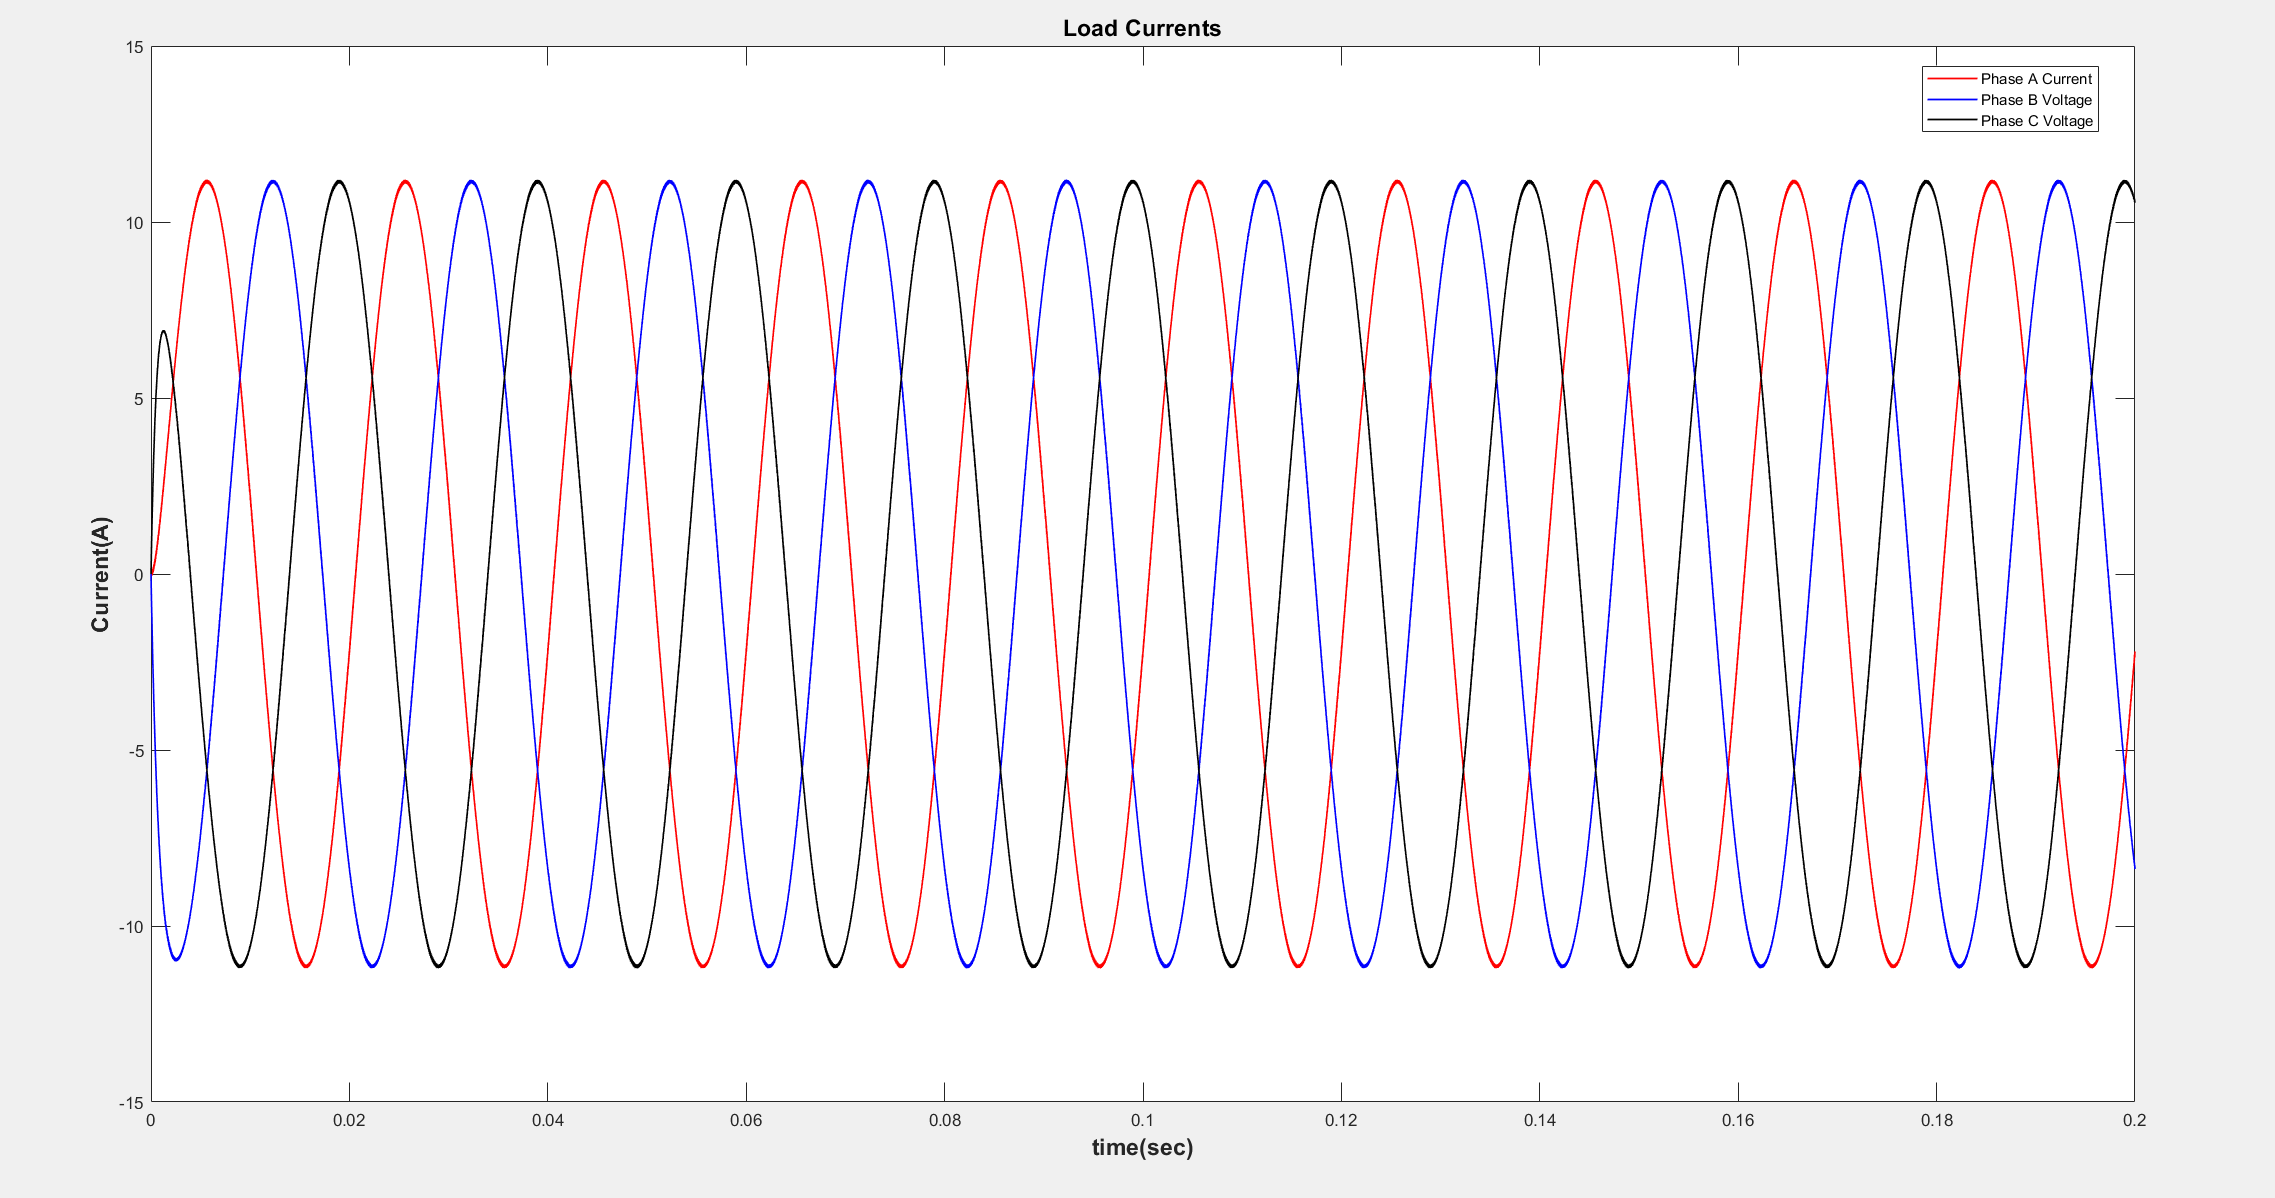 Load Currents
15
10
5
0
-5
-10
-15
Current(A)
Phase A Current
Phase B Voltage
Phase C Voltage
0 0.02 0.04 0.06 0.08 0.1 0.12 0.14 0.16 0.18 0.2
time(sec)